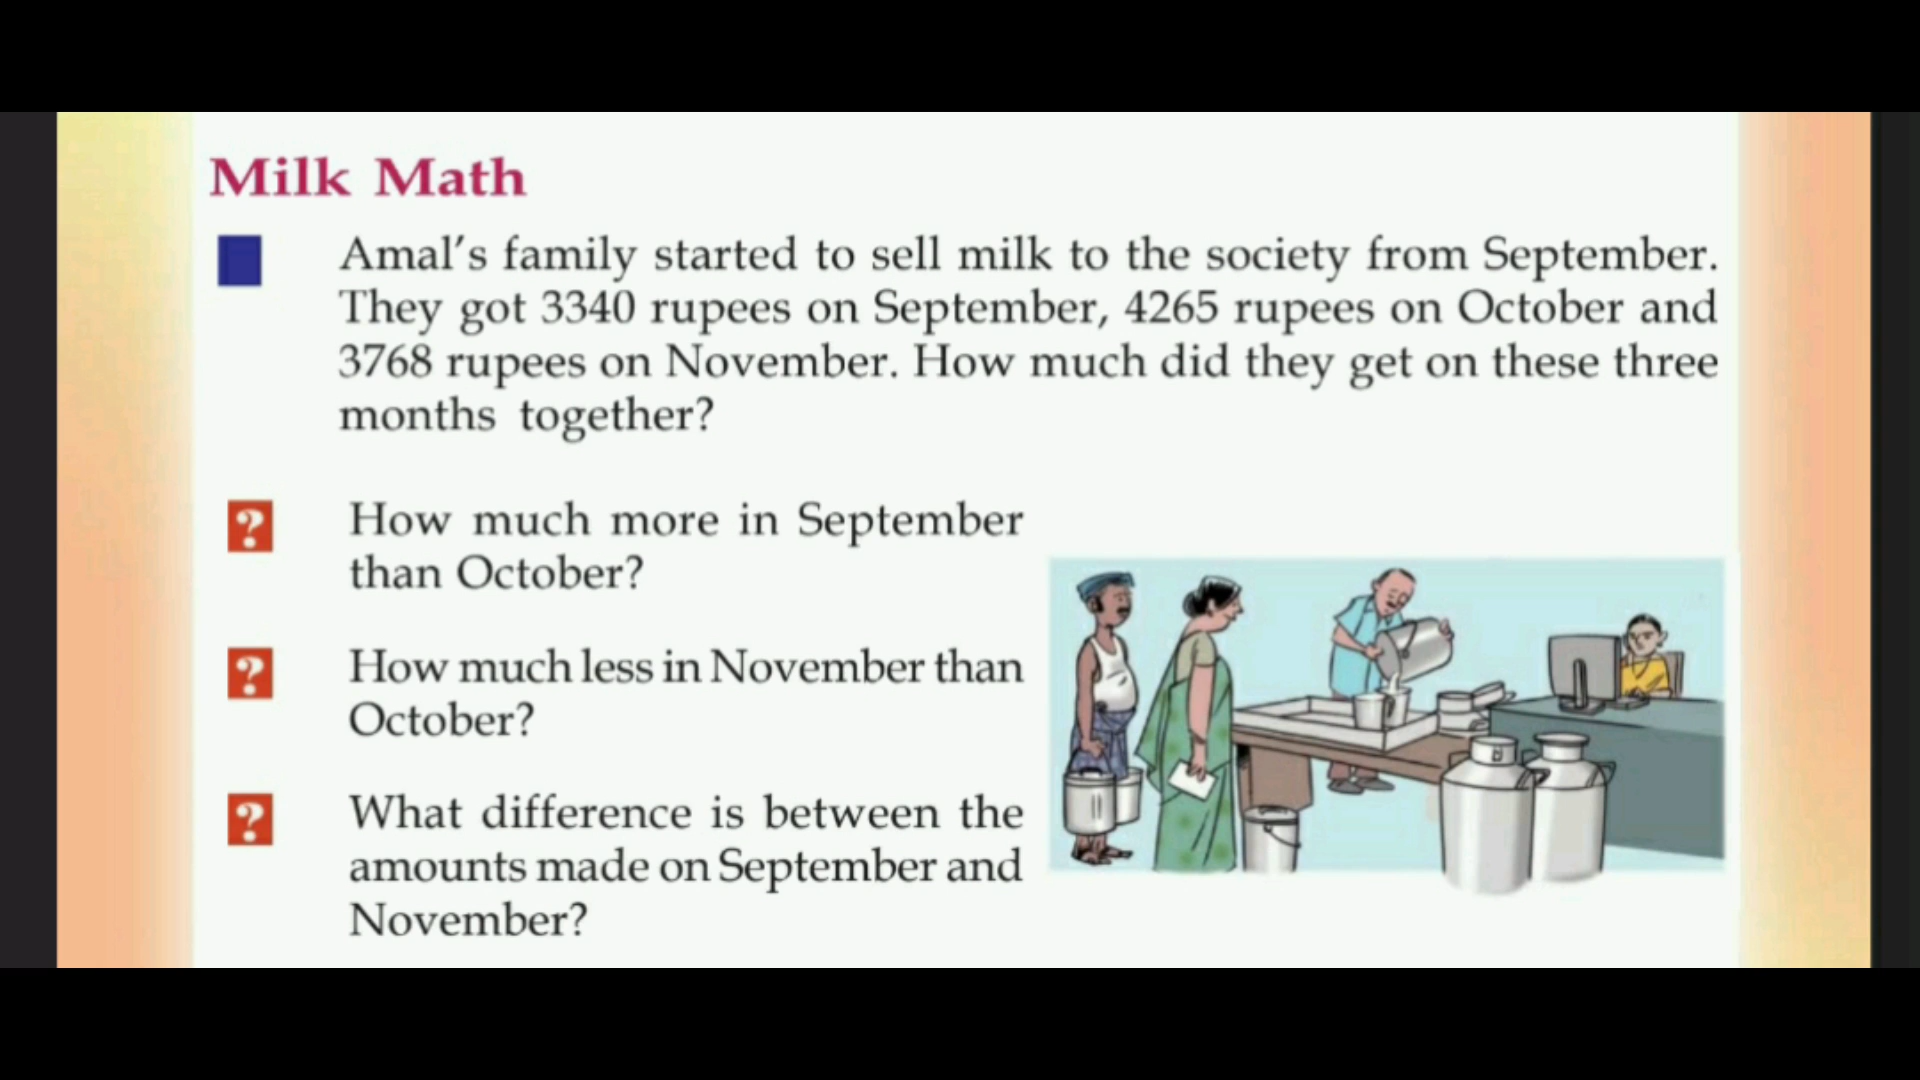 Milk Math
Amal's family started to sell milk to the society from September.
They got 3340 rupees on September, 4265 rupees on October and
3768 rupees on November. How much did they get on these three
months together?
? How much more in September
than October?
? How much less in November than
October?
? What difference is between the
amounts made on September and
November?